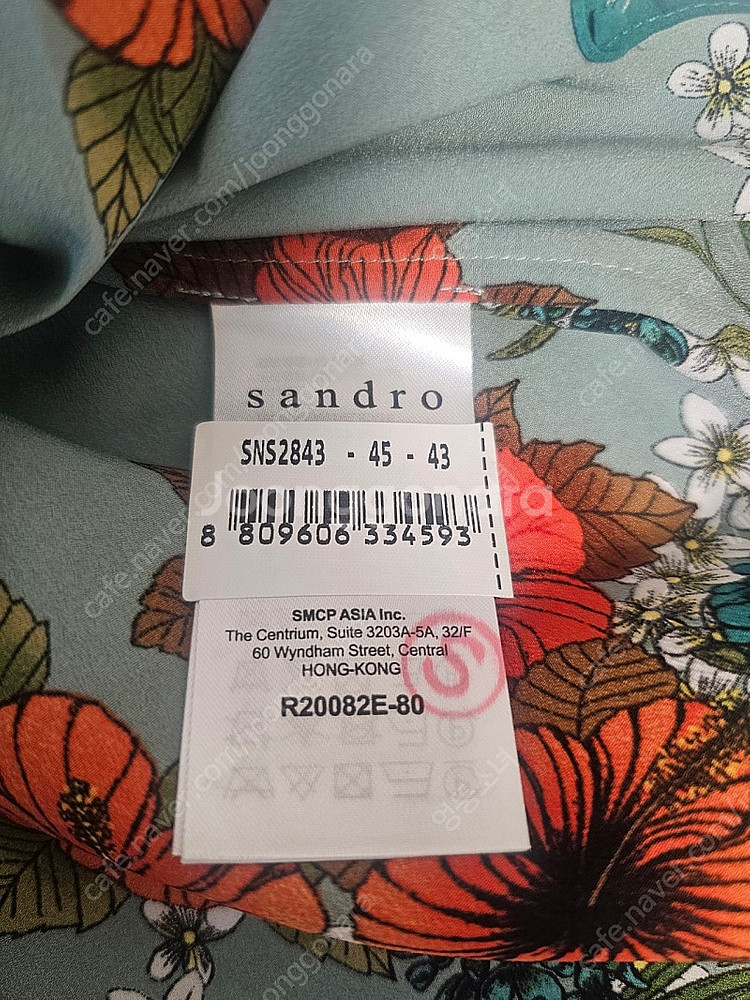 sandro
SNS2843 - 45 - 43
8 809606 334593
joonggonara
SMCP ASIA Inc.
The Centrium, Suite 3203A-5A, 32/F
60 Wyndham Street, Central
HONG-KONG
R20082E-80
cafe.naver.com/joonggonara